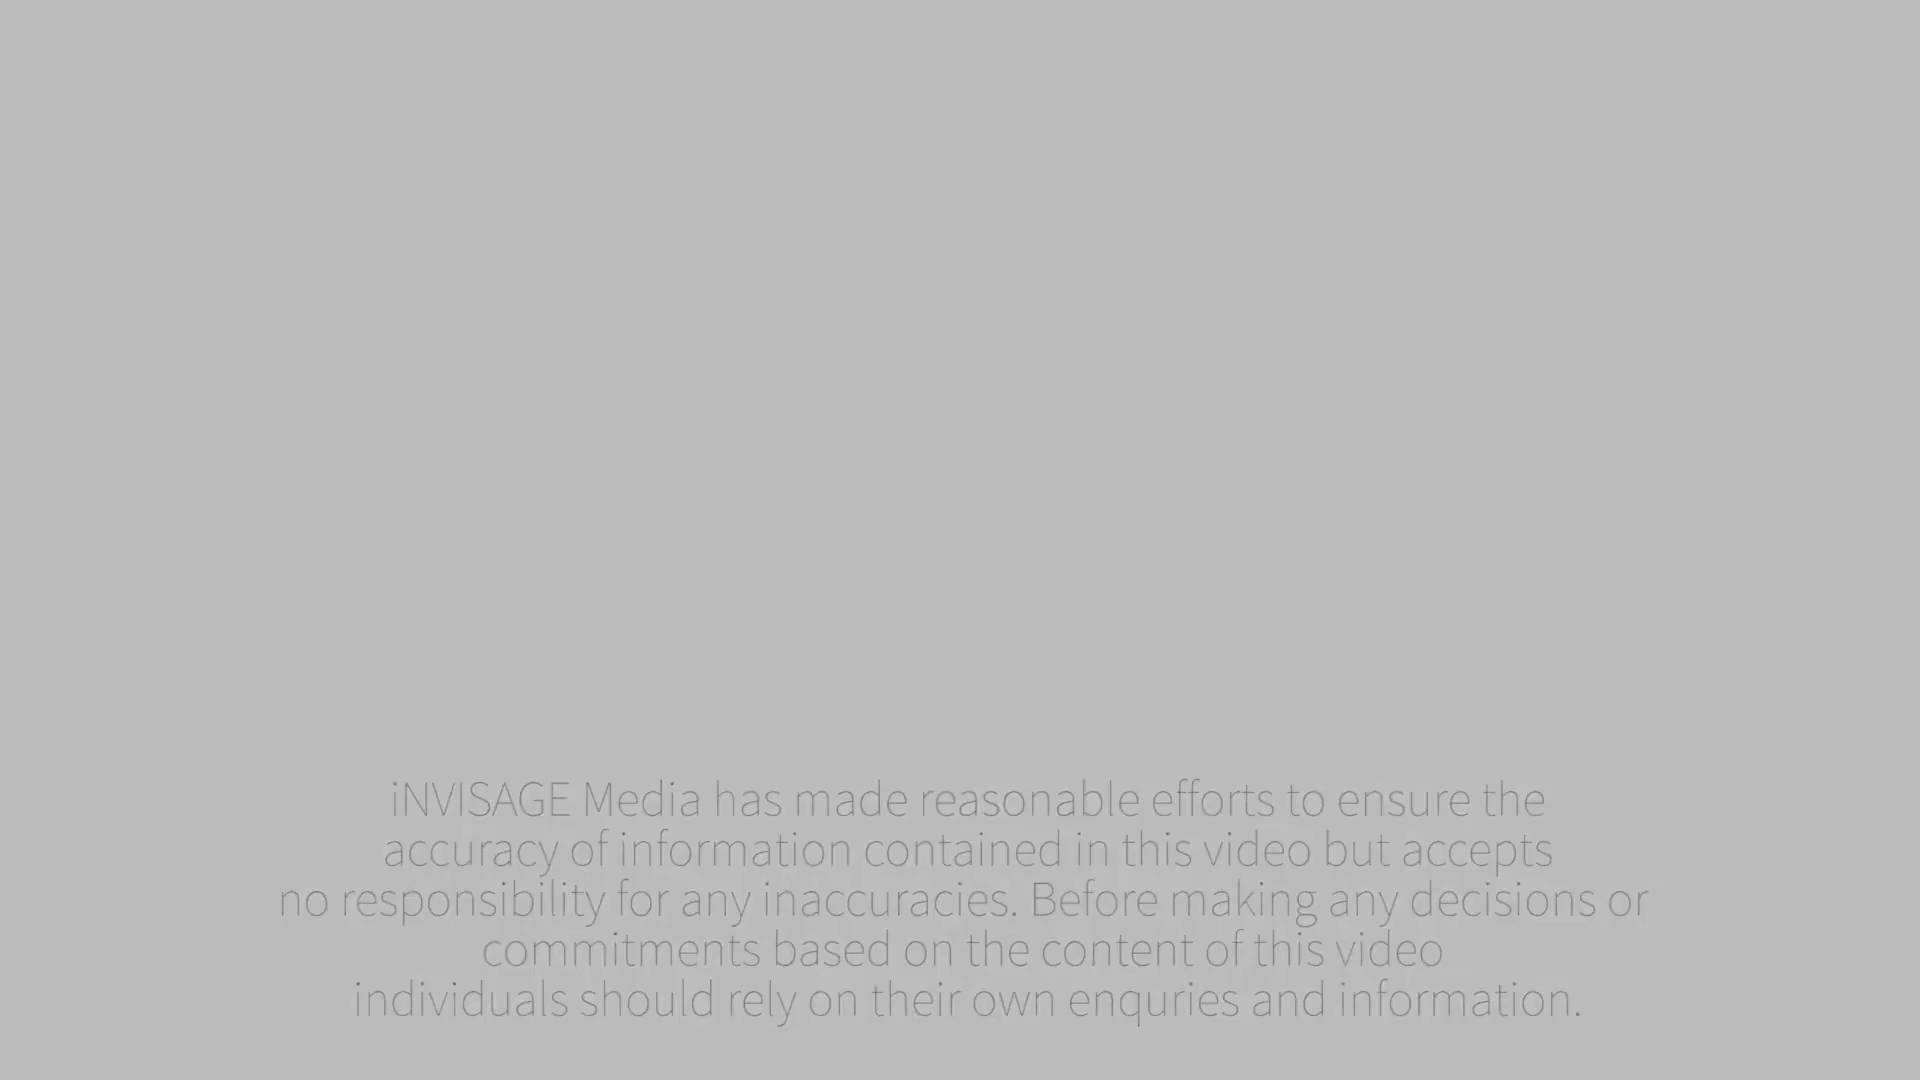 iNVISAGE Media has made reasonable efforts to ensure the
accuracy of information contained in this video but accepts
no responsibility for any inaccuracies. Before making any decisions or
commitments based on the content of this video
individuals should rely on their own enquries and information.